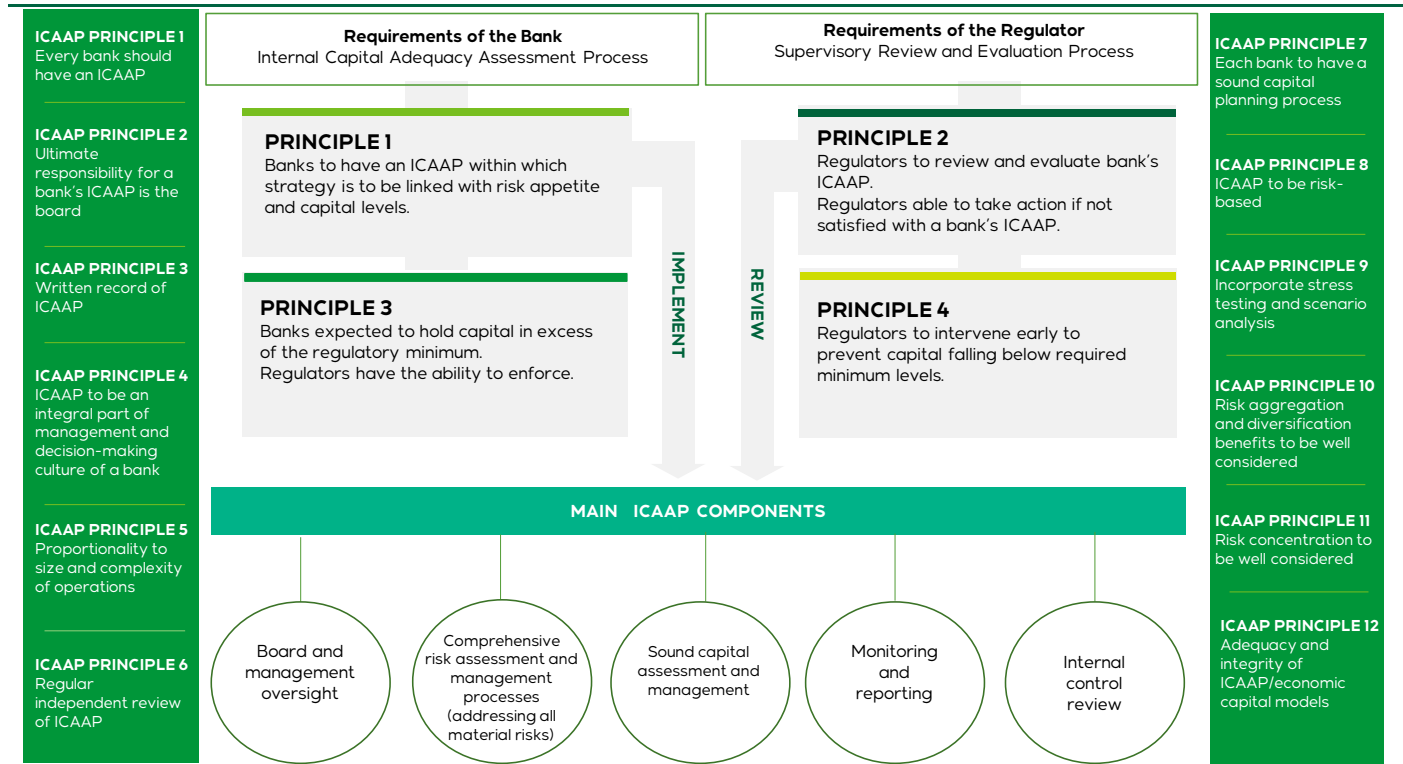 ICAAP PRINCIPLE 1
Every bank should
have an ICAAP
ICAAP PRINCIPLE 2
Ultimate
responsibility for a
bank's ICAAP is the
board
ICAAP PRINCIPLE 3
Written record of
ICAAP
ICAAP PRINCIPLE 4
ICAAP to be an
integral part of
management and
decision-making
culture of a bank
ICAAP PRINCIPLE 5
Proportionality to
size and complexity
of operations
ICAAP PRINCIPLE 6
Regular
independent review
of ICAAP
Requirements of the Bank
Internal Capital Adequacy Assessment Process
Requirements of the Regulator
Supervisory Review and Evaluation Process
PRINCIPLE 1
Banks to have an ICAAP within which
strategy is to be linked with risk appetite
and capital levels.
PRINCIPLE 2
Regulators to review and evaluate bank's
ICAAP.
Regulators able to take action if not
satisfied with a bank's ICAAP.
PRINCIPLE 3
Banks expected to hold capital in excess
of the regulatory minimum.
Regulators have the ability to enforce.
IMPLEMENT
REVIEW
PRINCIPLE 4
Regulators to intervene early to
prevent capital falling below required
minimum levels.
MAIN ICAAP COMPONENTS
Board and
management
oversight
Comprehensive
risk assessment and
management
processes
(addressing all
material risks)
Sound capital
assessment and
management
Monitoring
and
reporting
Internal
control
review
ICAAP PRINCIPLE 7
Each bank to have a
sound capital
planning process
ICAAP PRINCIPLE 8
ICAAP to be risk-
based
ICAAP PRINCIPLE 9
Incorporate stress
testing and scenario
analysis
ICAAP PRINCIPLE 10
Risk aggregation
and diversification
benefits to be well
considered
ICAAP PRINCIPLE 11
Risk concentration to
be well considered
ICAAP PRINCIPLE 12
Adequacy and
integrity of
ICAAP/economic
capital models